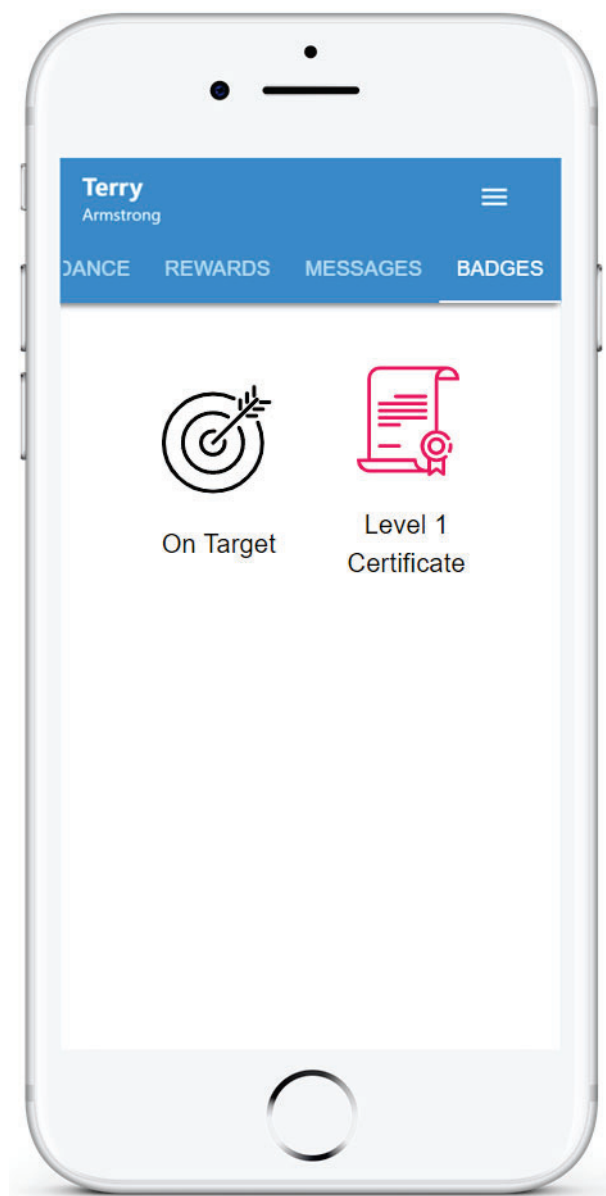 Terry
Armstrong
DANCE REWARDS MESSAGES BADGES
On Target
Level 1
Certificate